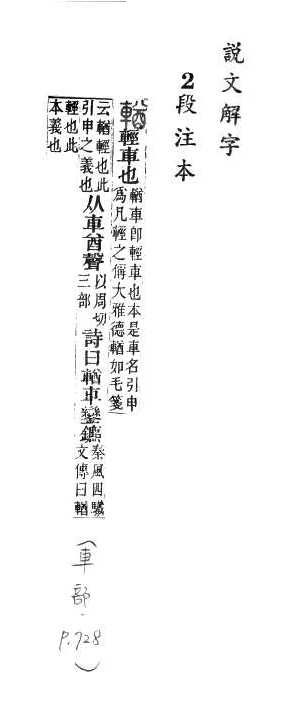 説文解字
2段注本
輶 輕車也
輶車卽輕車也本是車名引申
爲凡輕之偁大雅德輶如毛箋
云輶輕也此
引申之義也
从車酋聲
以周切
三部
詩曰輶車鑾鑣
秦風四驖
文傳曰輶
輕也此
本義也
(車部.P.728)